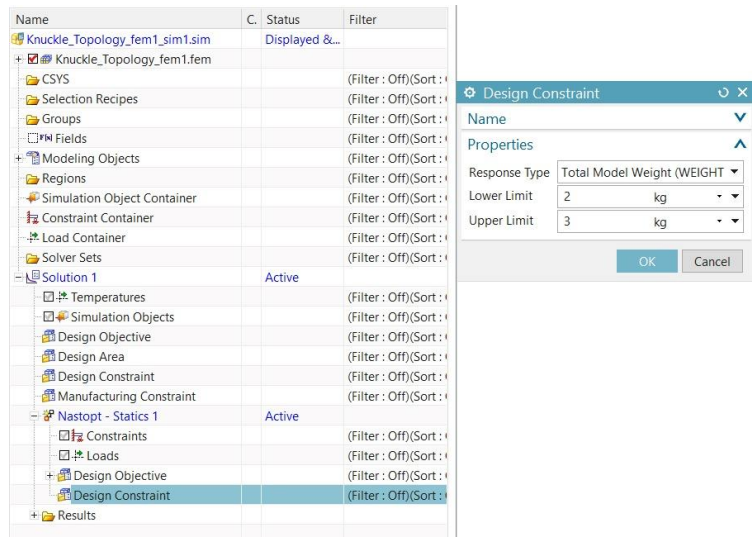 Name C. Status Filter
Knuckle_Topology_fem1_sim1.sim Displayed &...
Knuckle_Topology_fem1.fem
CSYS (Filter : Off)(Sort :
Selection Recipes (Filter : Off)(Sort :
Groups (Filter : Off)(Sort :
Fields (Filter : Off)(Sort :
Modeling Objects (Filter : Off)(Sort :
Regions (Filter : Off)(Sort :
Simulation Object Container (Filter : Off)(Sort :
Constraint Container (Filter : Off)(Sort :
Load Container (Filter : Off)(Sort :
Solver Sets (Filter : Off)(Sort :
Solution 1 Active
Temperatures (Filter : Off)(Sort :
Simulation Objects (Filter : Off)(Sort :
Design Objective (Filter : Off)(Sort :
Design Area (Filter : Off)(Sort :
Design Constraint (Filter : Off)(Sort :
Manufacturing Constraint (Filter : Off)(Sort :
Nastopt - Statics 1 Active
Constraints (Filter : Off)(Sort :
Loads (Filter : Off)(Sort :
Design Objective (Filter : Off)(Sort :
Design Constraint (Filter : Off)(Sort :
Results (Filter : Off)(Sort :
Design Constraint
Name
Properties
Response Type Total Model Weight (WEIGHT
Lower Limit 2 kg
Upper Limit 3 kg
OK Cancel